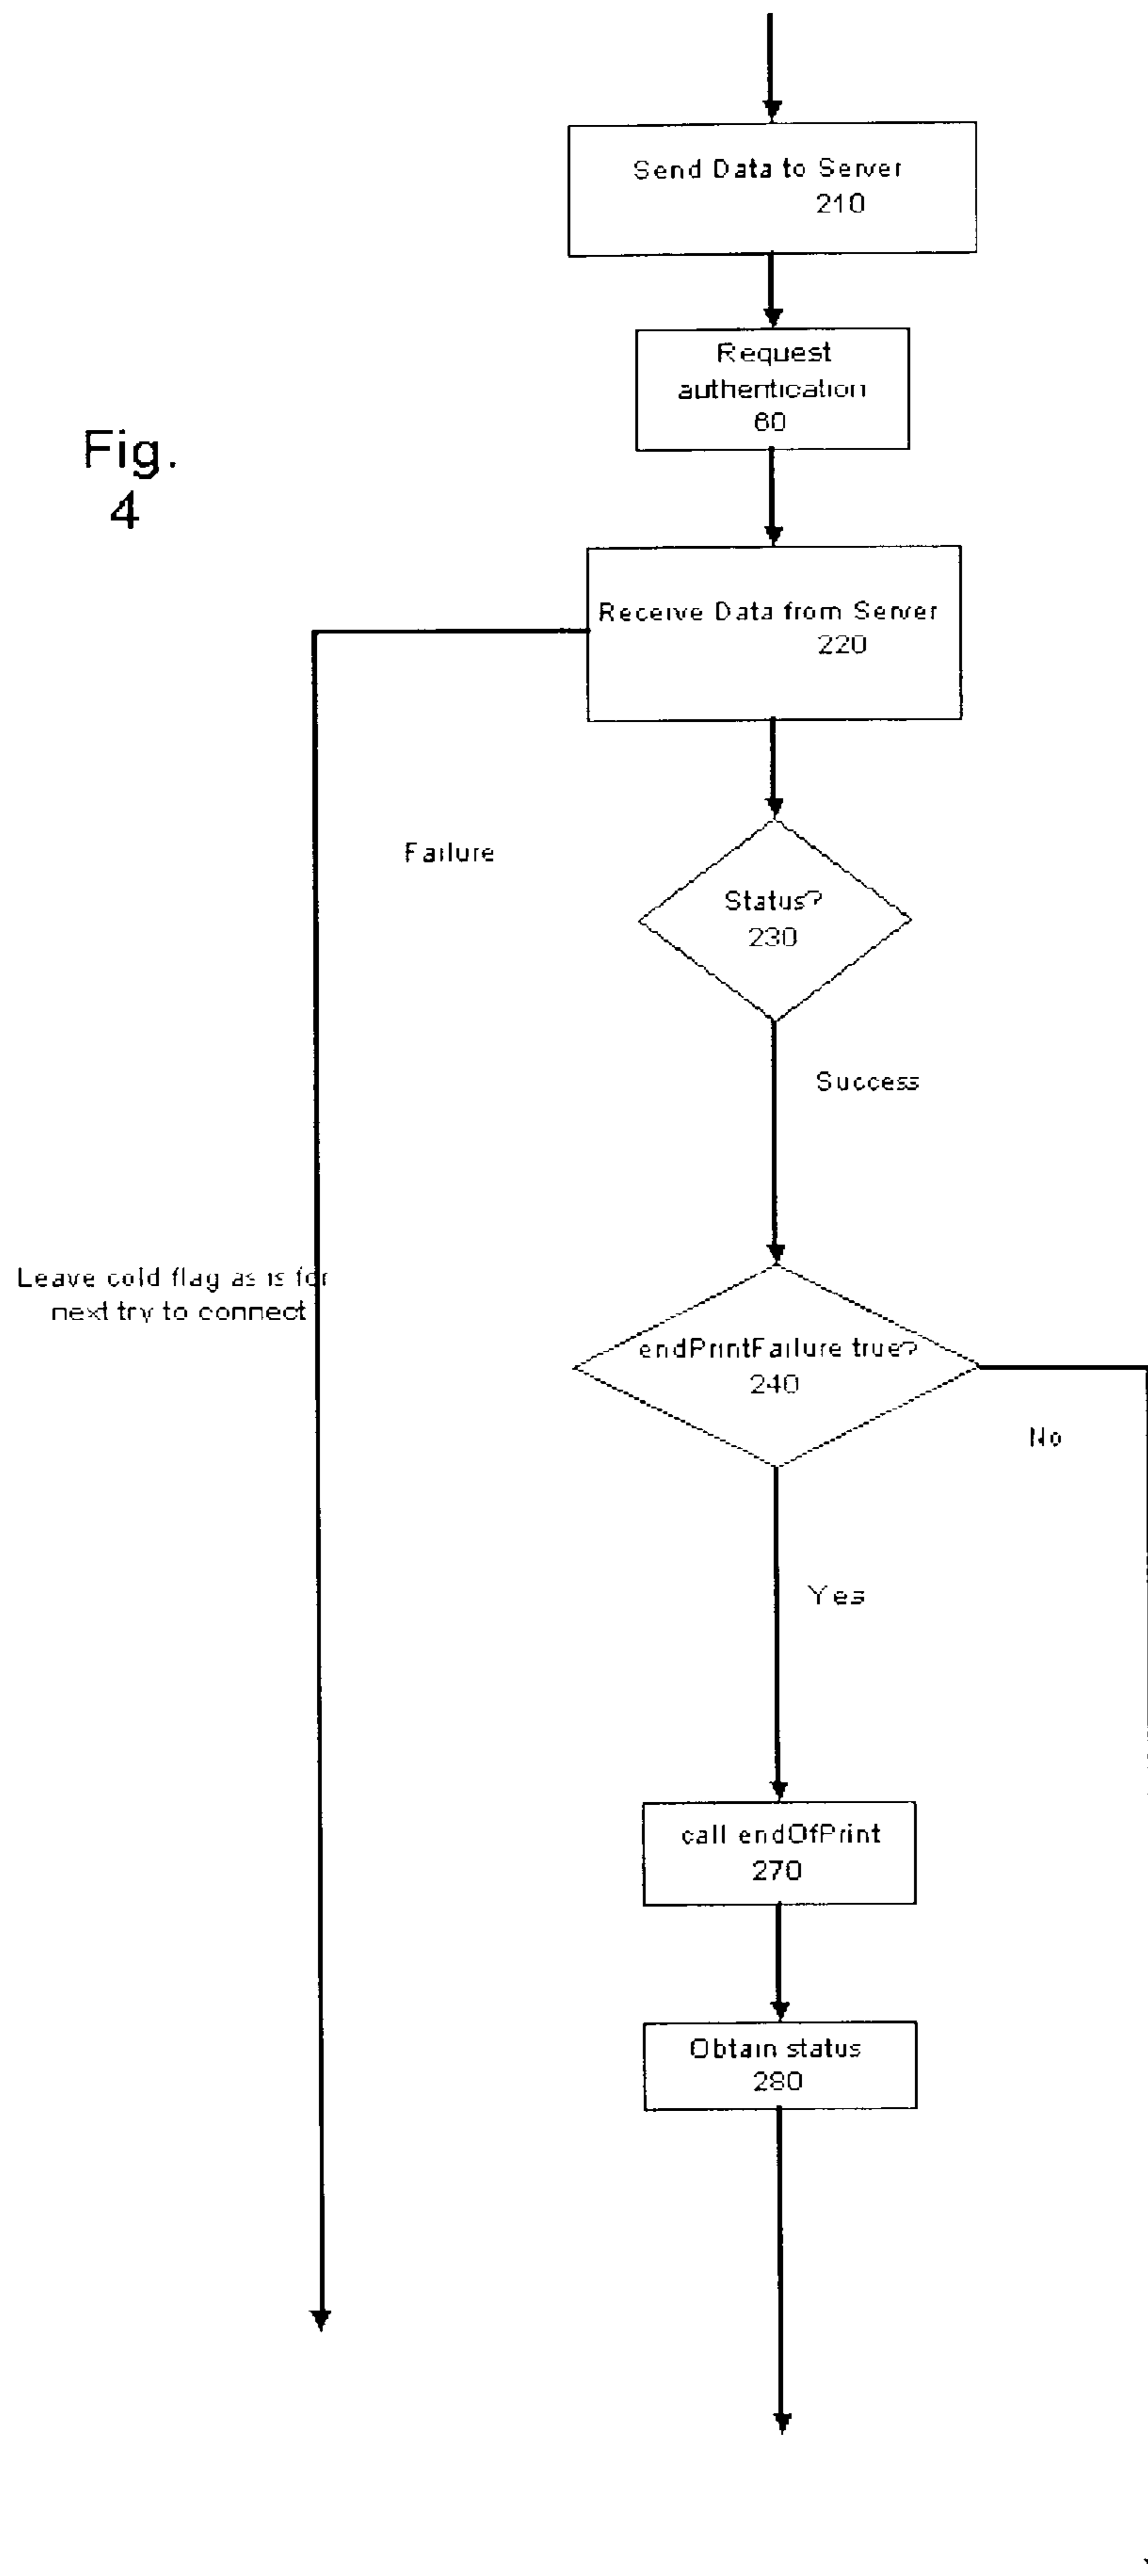 Send Data to Server
210
Request
authentication
60
Fig.
4
Receive Data from Server
220
Failure
Status?
230
Success
Leave cold flag as is for
next try to connect
endPrintFailure true?
240
No
Yes
call endOfPrint
270
Obtain status
280